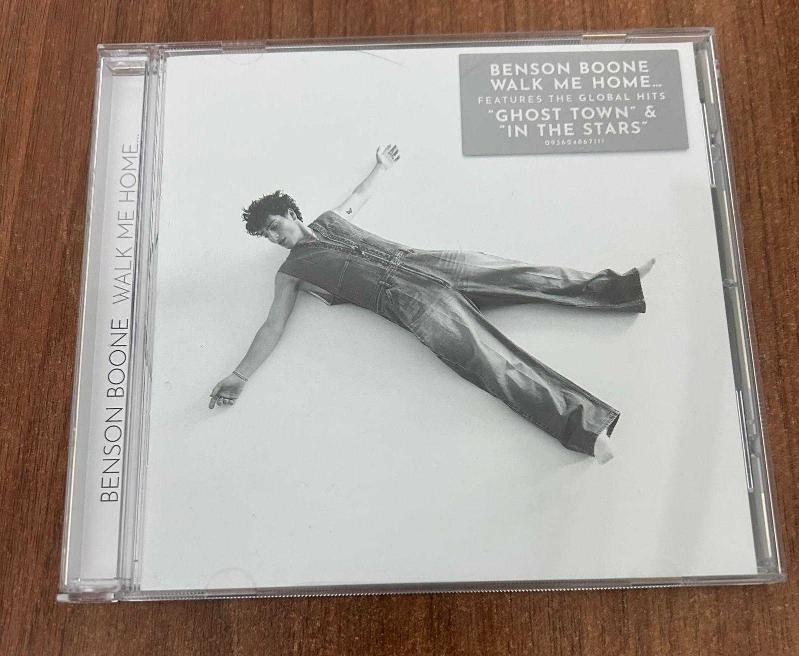 BENSON BOONE WALK ME HOME...
BENSON BOONE
WALK ME HOME...
FEATURES THE GLOBAL HITS
"GHOST TOWN" &
"IN THE STARS"